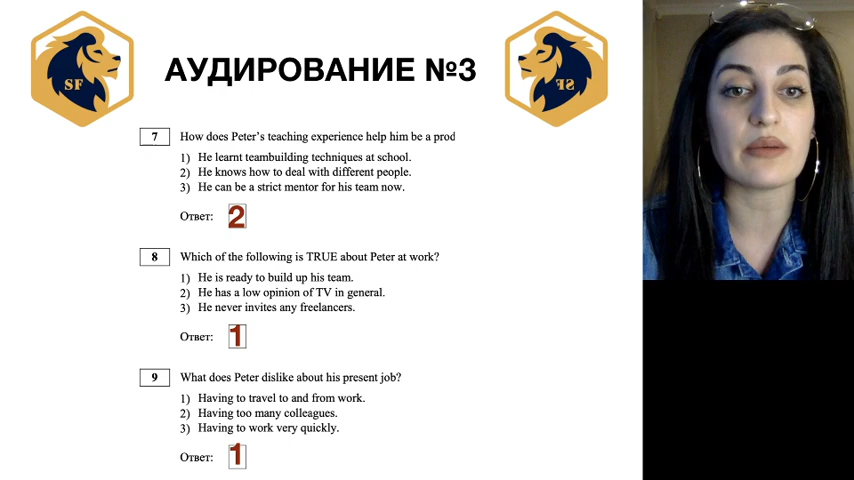 SF
АУДИРОВАНИЕ №3
SF
7 How does Peter’s teaching experience help him be a prod
1) He learnt teambuilding techniques at school.
2) He knows how to deal with different people.
3) He can be a strict mentor for his team now.
Ответ: 2
8 Which of the following is TRUE about Peter at work?
1) He is ready to build up his team.
2) He has a low opinion of TV in general.
3) He never invites any freelancers.
Ответ: 1
9 What does Peter dislike about his present job?
1) Having to travel to and from work.
2) Having too many colleagues.
3) Having to work very quickly.
Ответ: 1